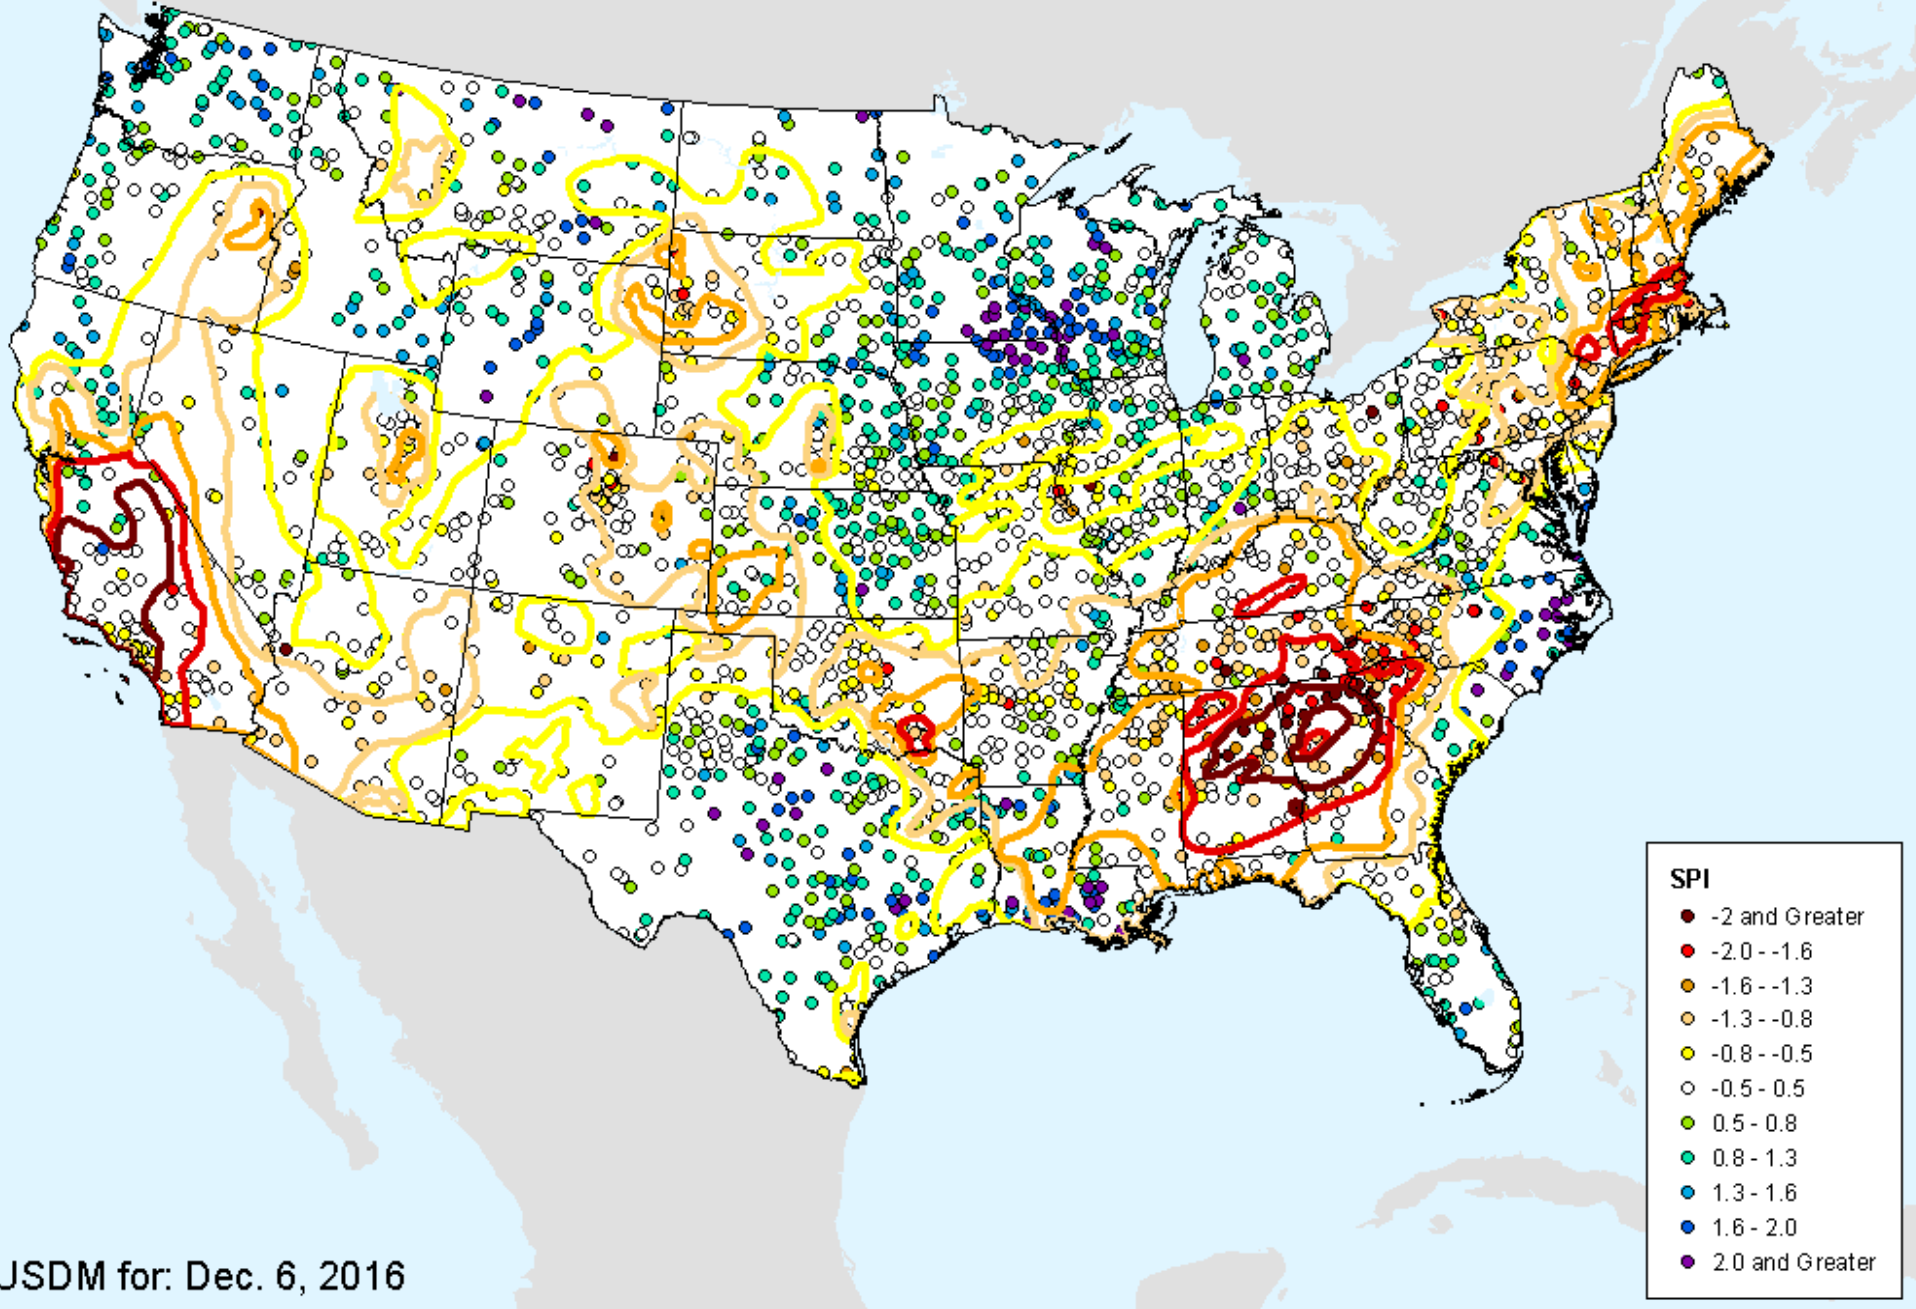 SPI
-2 and Greater
-2.0 - -1.6
-1.6 - -1.3
-1.3 - -0.8
-0.8 - -0.5
-0.5 - 0.5
0.5 - 0.8
0.8 - 1.3
1.3 - 1.6
1.6 - 2.0
2.0 and Greater
USDM for: Dec. 6, 2016